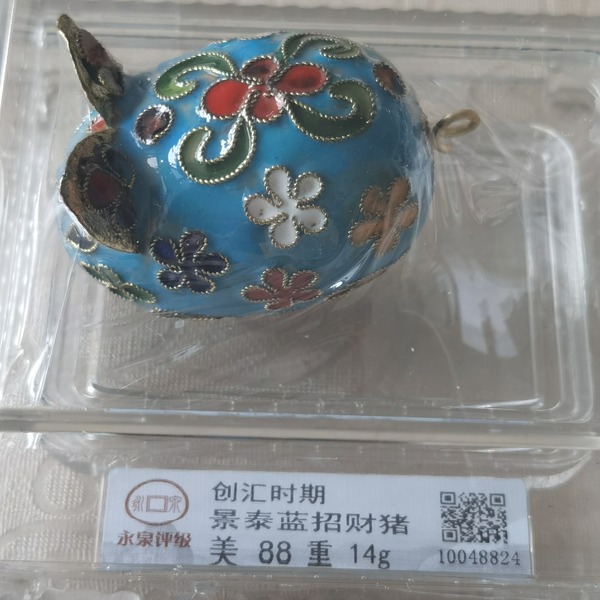 创汇时期
景泰蓝招财猪
美 88 重 14g
永泉评级
10048824